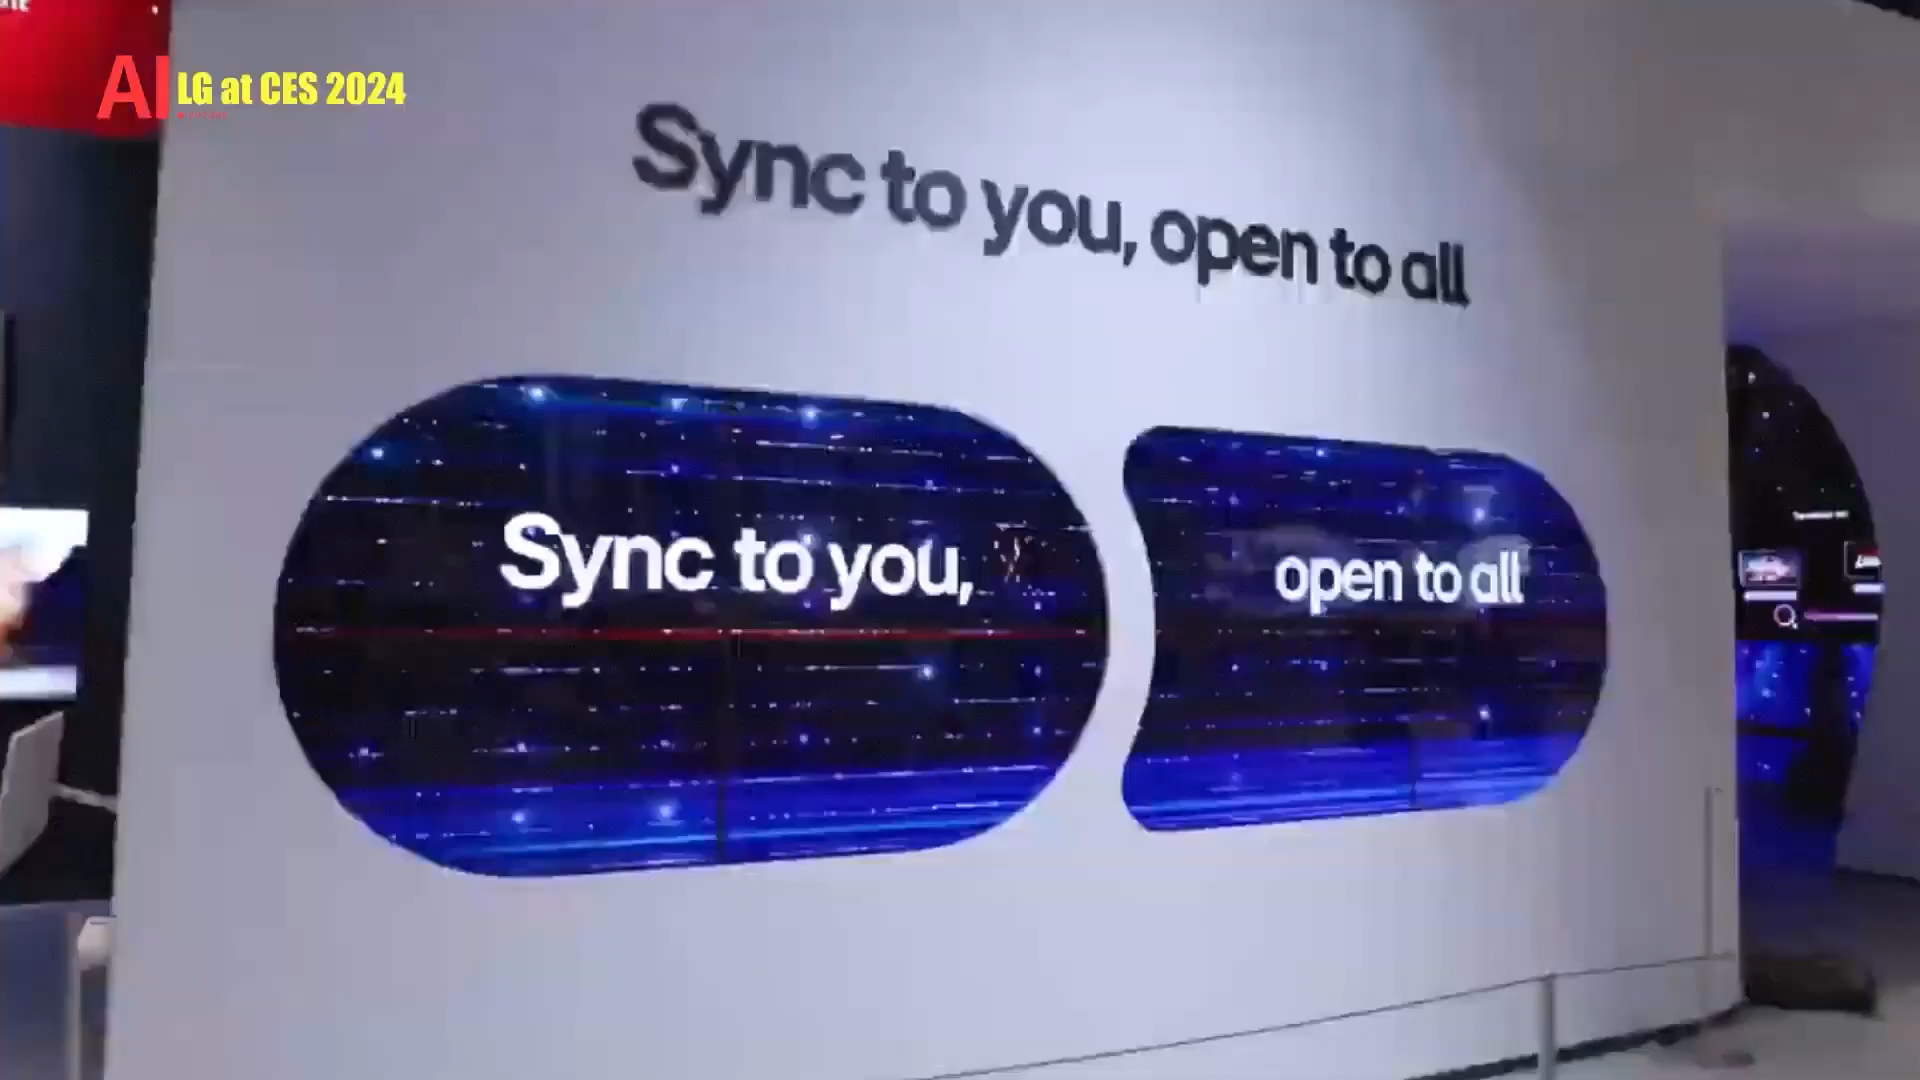 AI LG at CES 2024
Sync to you, open to all
Sync to you,
open to all